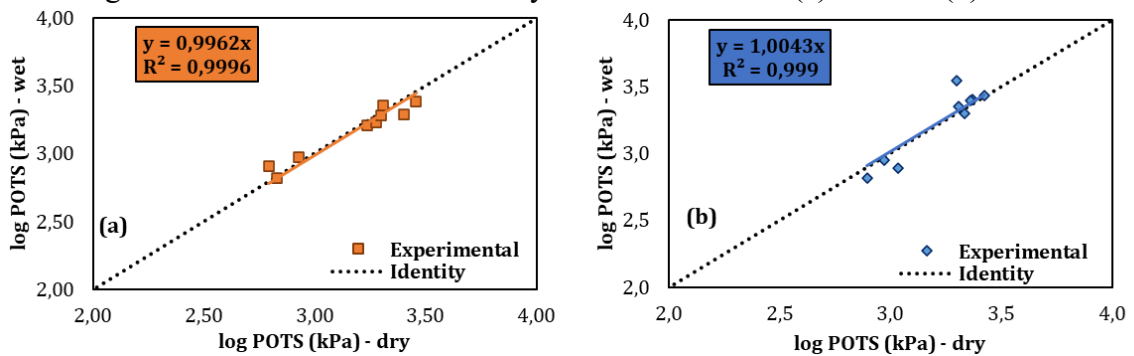 4,00
3,50
3,00
2,50
2,00
log POTS (kPa) - wet
y = 0,9962x
R² = 0,9996
(a)
Experimental
Identity
2,00 2,50 3,00 3,50 4,00
log POTS (kPa) - dry
4,0
3,5
3,0
2,5
2,0
log POTS (kPa) - wet
y = 1,0043x
R² = 0,999
(b)
Experimental
Identity
2,0 2,5 3,0 3,5 4,0
log POTS (kPa) - dry